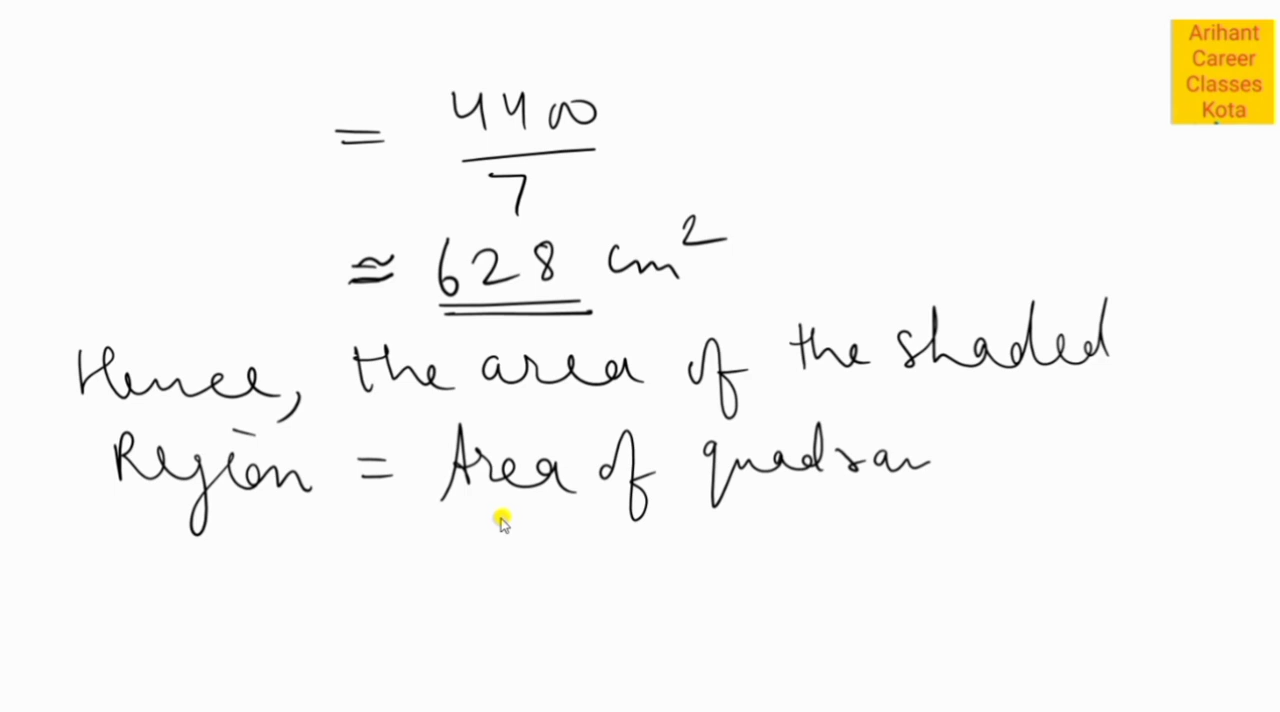 = 4400
7
≃ 628 cm²
Hence, the area of the shaded
Region = Area of quadran
Arihant
Career
Classes
Kota